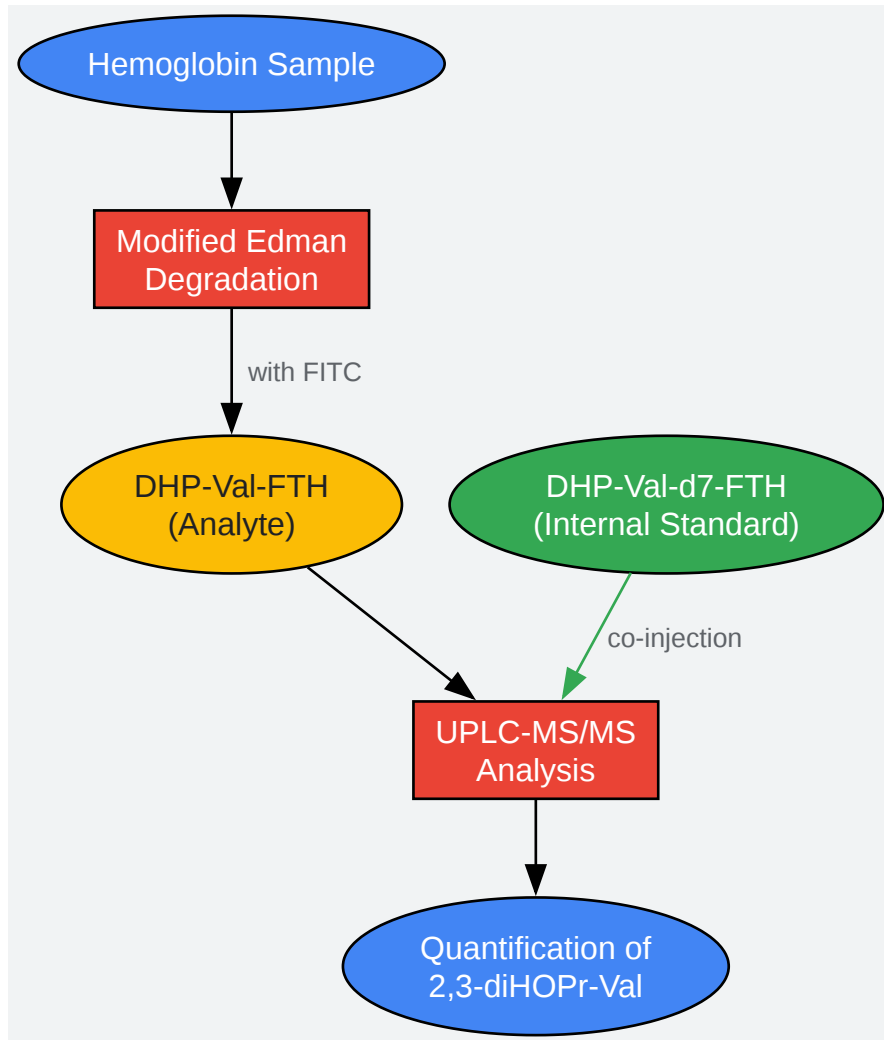 Hemoglobin Sample
Modified Edman
Degradation
with FITC
DHP-Val-FTH
(Analyte)
DHP-Val-d7-FTH
(Internal Standard)
co-injection
UPLC-MS/MS
Analysis
Quantification of
2,3-diHOPr-Val